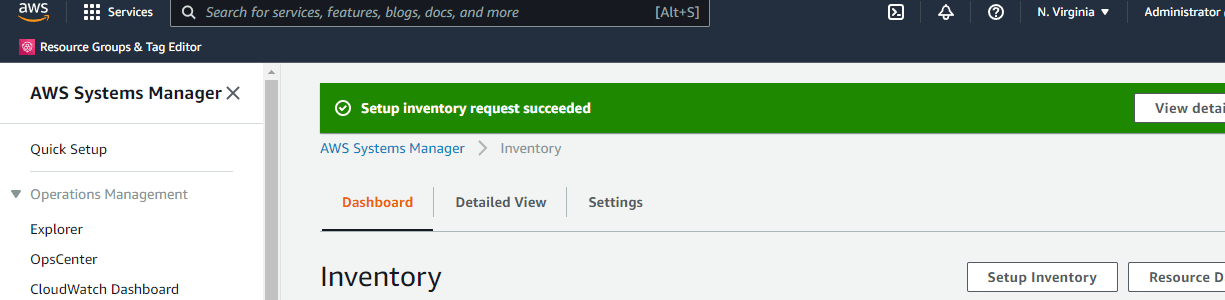 aws
Services
Search for services, features, blogs, docs, and more
[Alt+S]
N. Virginia
Administrator
Resource Groups & Tag Editor
AWS Systems Manager
Quick Setup
Operations Management
Explorer
OpsCenter
CloudWatch Dashboard
Setup inventory request succeeded
View detai
AWS Systems Manager
Inventory
Dashboard
Detailed View
Settings
Inventory
Setup Inventory
Resource D